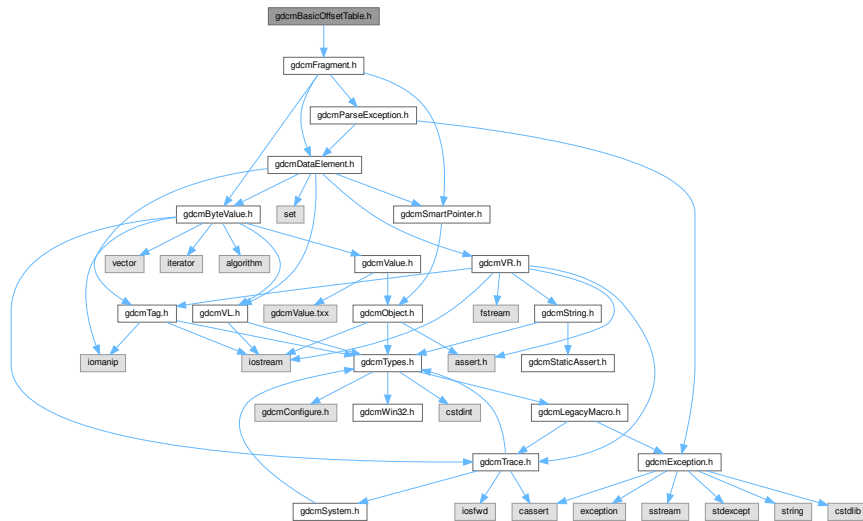 gdcmBasicOffsetTable.h
gdcmFragment.h
gdcmParseException.h
gdcmDataElement.h
gdcmByteValue.h
set
gdcmSmartPointer.h
vector
iterator
algorithm
gdcmValue.h
gdcmVR.h
gdcmTag.h
gdcmVL.h
gdcmValue.txx
gdcmObject.h
fstream
gdcmString.h
iomanip
iostream
gdcmTypes.h
assert.h
gdcmStaticAssert.h
gdcmConfigure.h
gdcmWin32.h
cstdint
gdcmLegacyMacro.h
gdcmTrace.h
gdcmException.h
gdcmSystem.h
iosfwd
cassert
exception
sstream
stdexcept
string
cstdlib